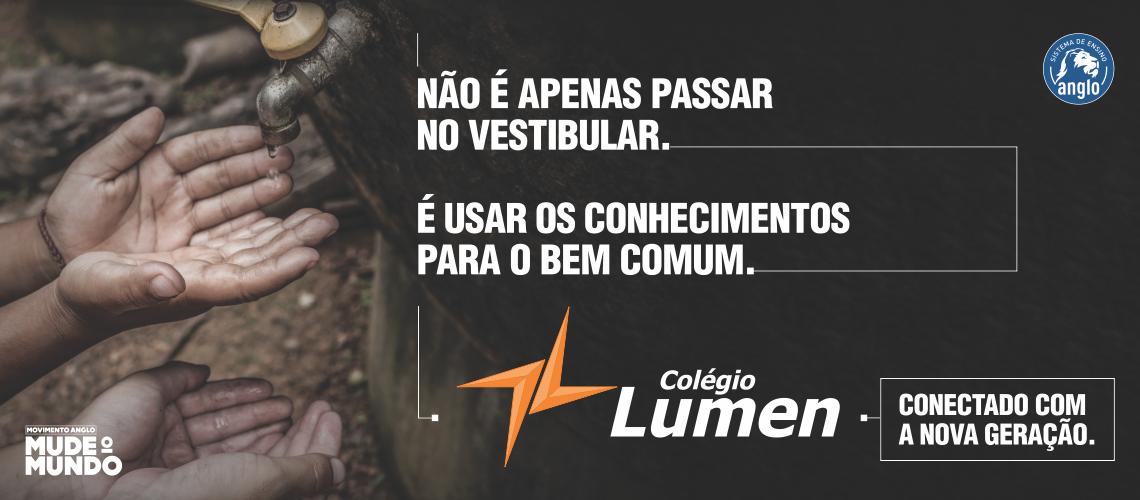 NÃO É APENAS PASSAR
NO VESTIBULAR.
SISTEMA DE ENSINO
anglo
É USAR OS CONHECIMENTOS
PARA O BEM COMUM.
Colégio
Lumen
CONECTADO COM
A NOVA GERAÇÃO.
MOVIMENTO ANGLO
MUDE O
MUNDO